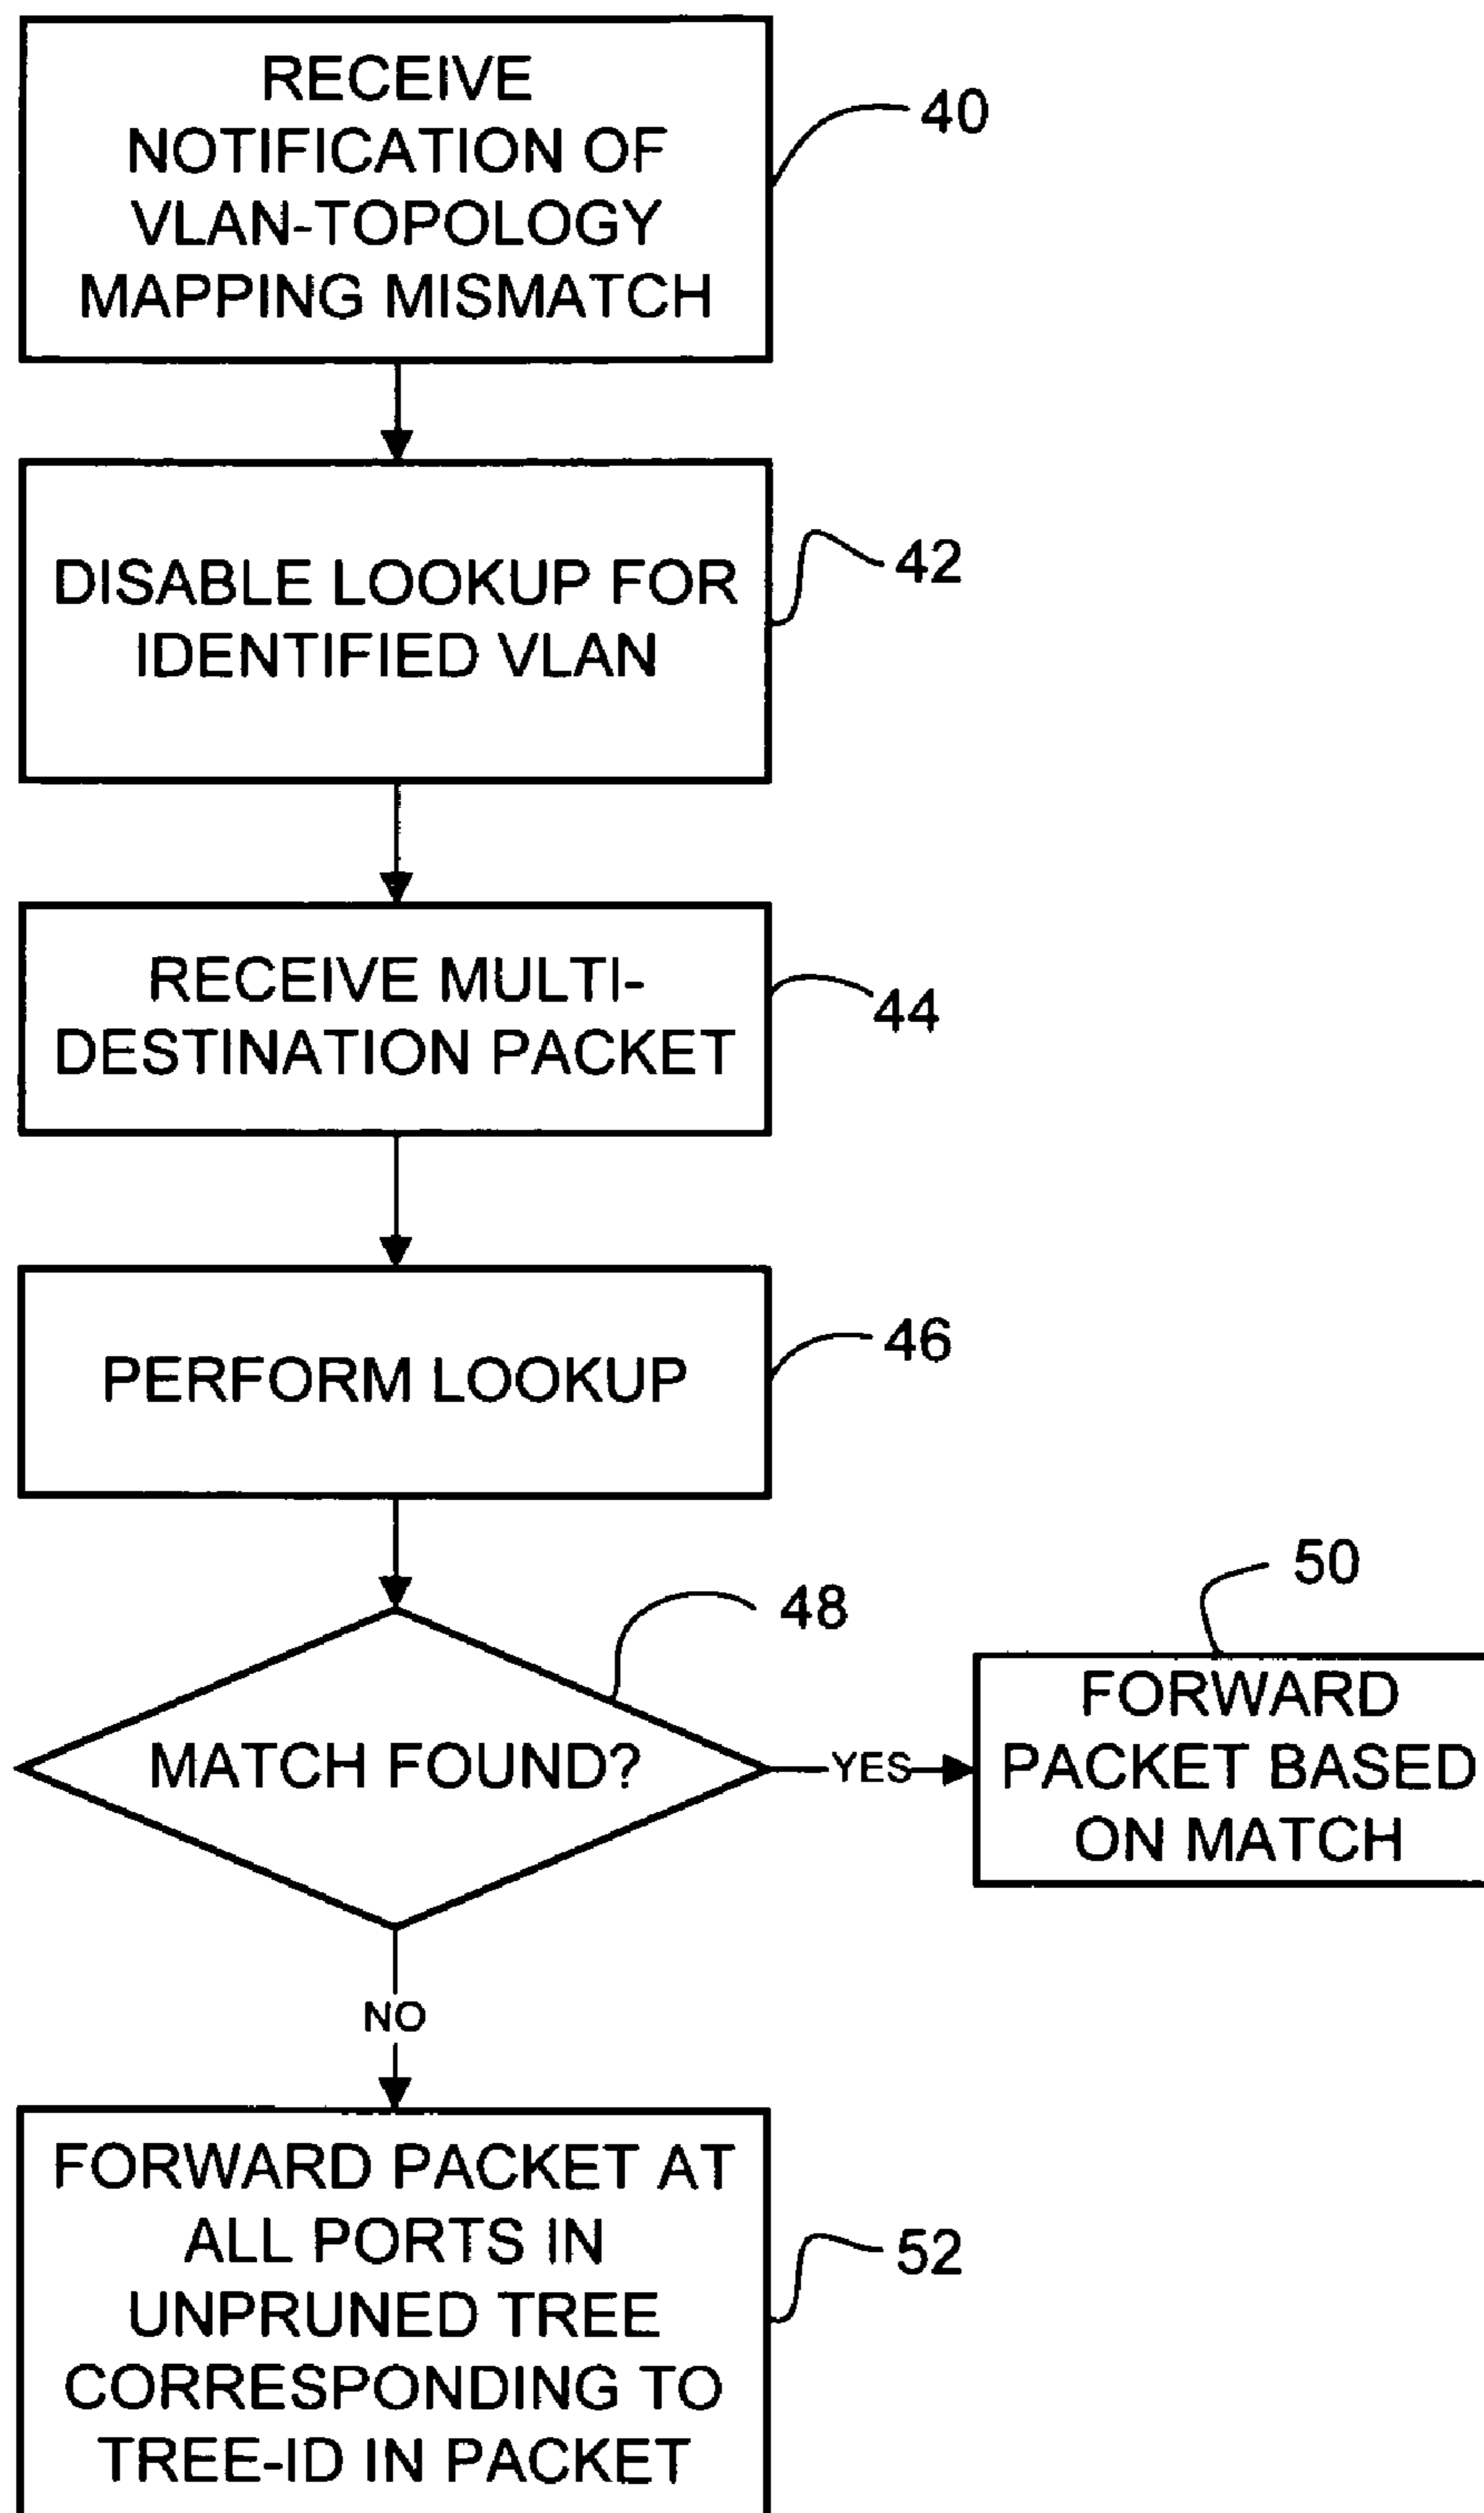 RECEIVE
NOTIFICATION OF
VLAN-TOPOLOGY
MAPPING MISMATCH
40
DISABLE LOOKUP FOR
IDENTIFIED VLAN
42
RECEIVE MULTI-
DESTINATION PACKET
44
PERFORM LOOKUP
46
MATCH FOUND?
48
YES
50
FORWARD
PACKET BASED
ON MATCH
NO
FORWARD PACKET AT
ALL PORTS IN
UNPRUNED TREE
CORRESPONDING TO
TREE-ID IN PACKET
52